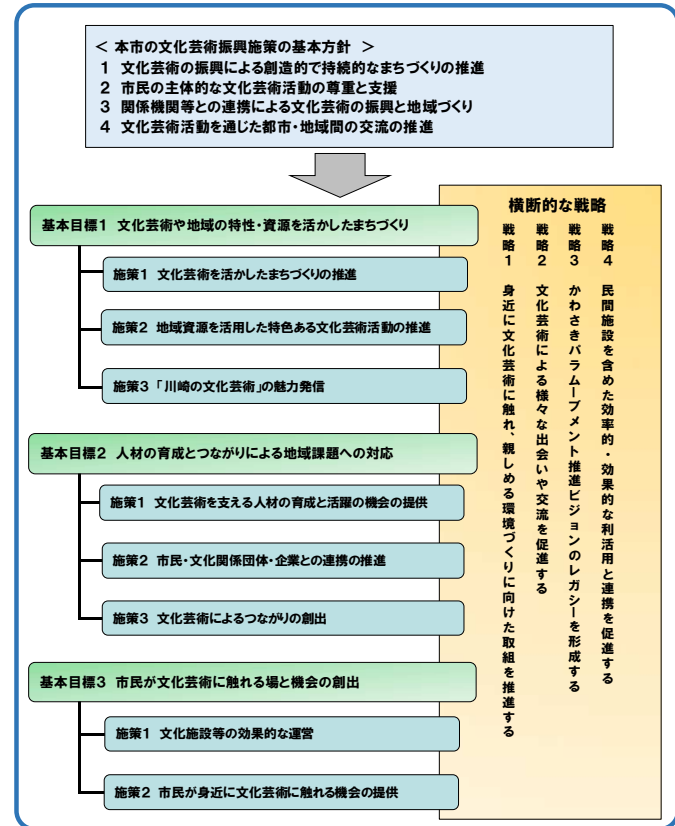 ＜ 本市の文化芸術振興施策の基本方針 ＞
1 文化芸術の振興による創造的で持続的なまちづくりの推進
2 市民の主体的な文化芸術活動の尊重と支援
3 関係機関等との連携による文化芸術の振興と地域づくり
4 文化芸術活動を通じた都市・地域間の交流の推進
基本目標1 文化芸術や地域の特性・資源を活かしたまちづくり
施策1 文化芸術を活かしたまちづくりの推進
施策2 地域資源を活用した特色ある文化芸術活動の推進
施策3 「川崎の文化芸術」の魅力発信
基本目標2 人材の育成とつながりによる地域課題への対応
施策1 文化芸術を支える人材の育成と活躍の機会の提供
施策2 市民・文化関係団体・企業との連携の推進
施策3 文化芸術によるつながりの創出
基本目標3 市民が文化芸術に触れる場と機会の創出
施策1 文化施設等の効果的な運営
施策2 市民が身近に文化芸術に触れる機会の提供
横断的な戦略
戦略1 身近に文化芸術に触れ、親しめる環境づくりに向けた取組を推進する
戦略2 文化芸術による様々な出会いや交流を促進する
戦略3 かわさきパラムーブメント推進ビジョンのレガシーを形成する
戦略4 民間施設を含めた効率的・効果的な利活用と連携を促進する